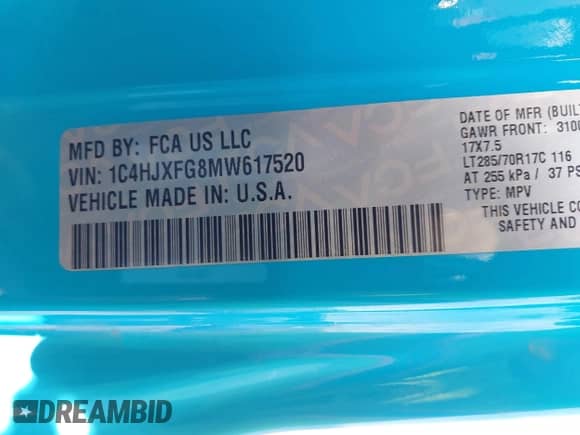 MFD BY: FCA US LLC
VIN: 1C4HJXFG8MW617520
VEHICLE MADE IN: U.S.A.
DATE OF MFR (BUIL
GAWR FRONT: 310
17X7.5
LT285/70R17C 116
AT 255 kPa / 37 PS
TYPE: MPV
THIS VEHICLE CO
SAFETY AND
DREAMBID